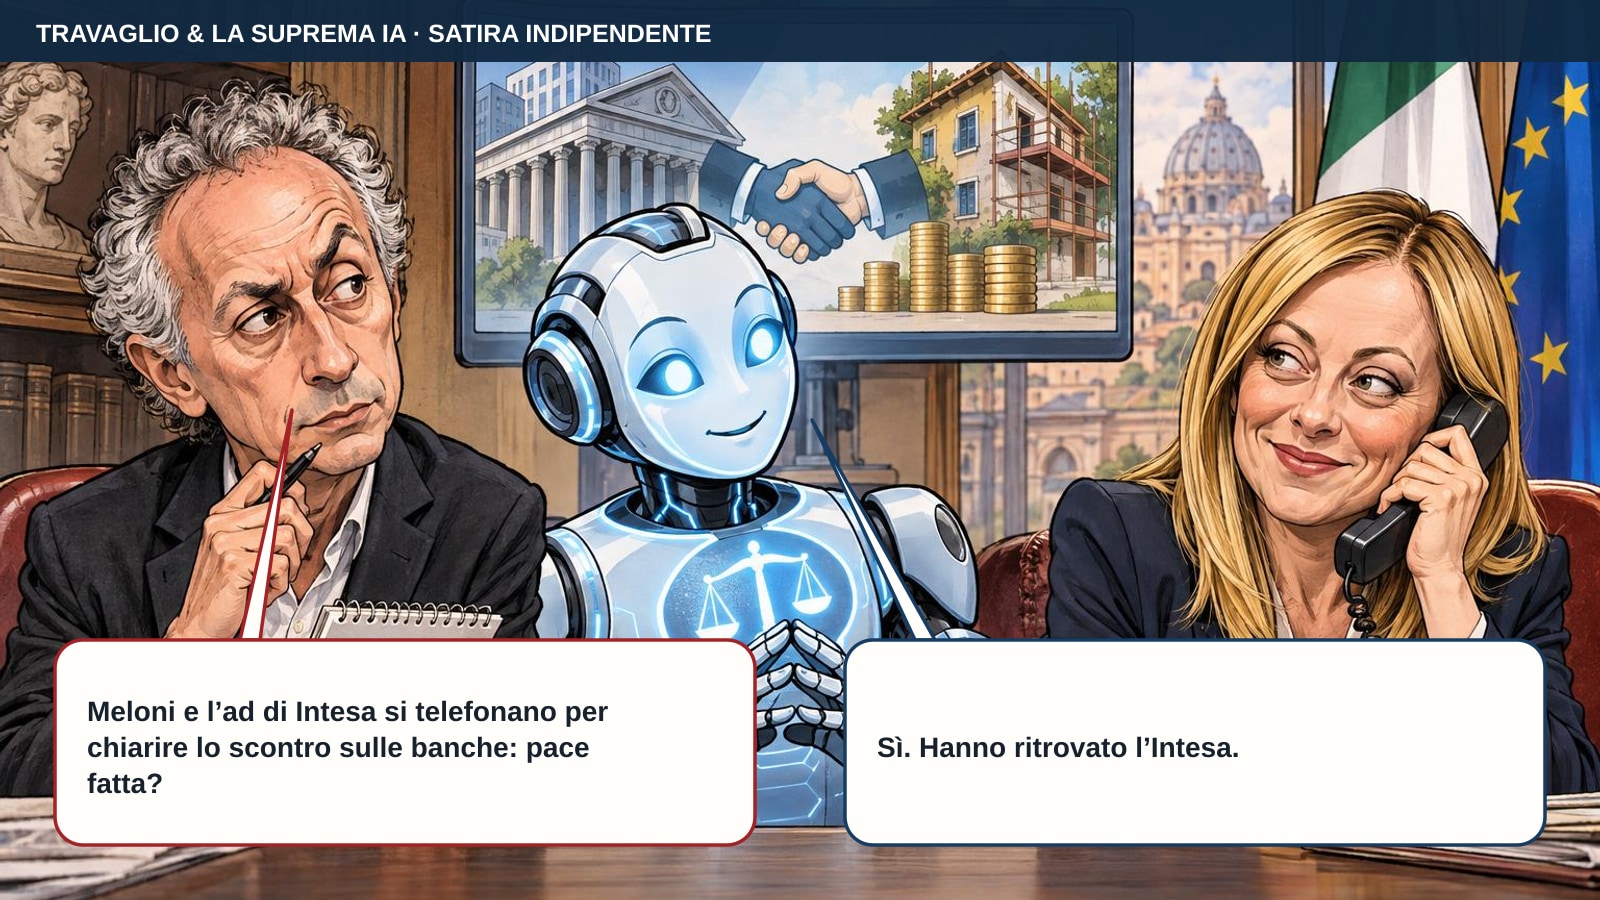 TRAVAGLIO & LA SUPREMA IA · SATIRA INDIPENDENTE
Meloni e l’ad di Intesa si telefonano per
chiarire lo scontro sulle banche: pace
fatta?
Sì. Hanno ritrovato l’Intesa.